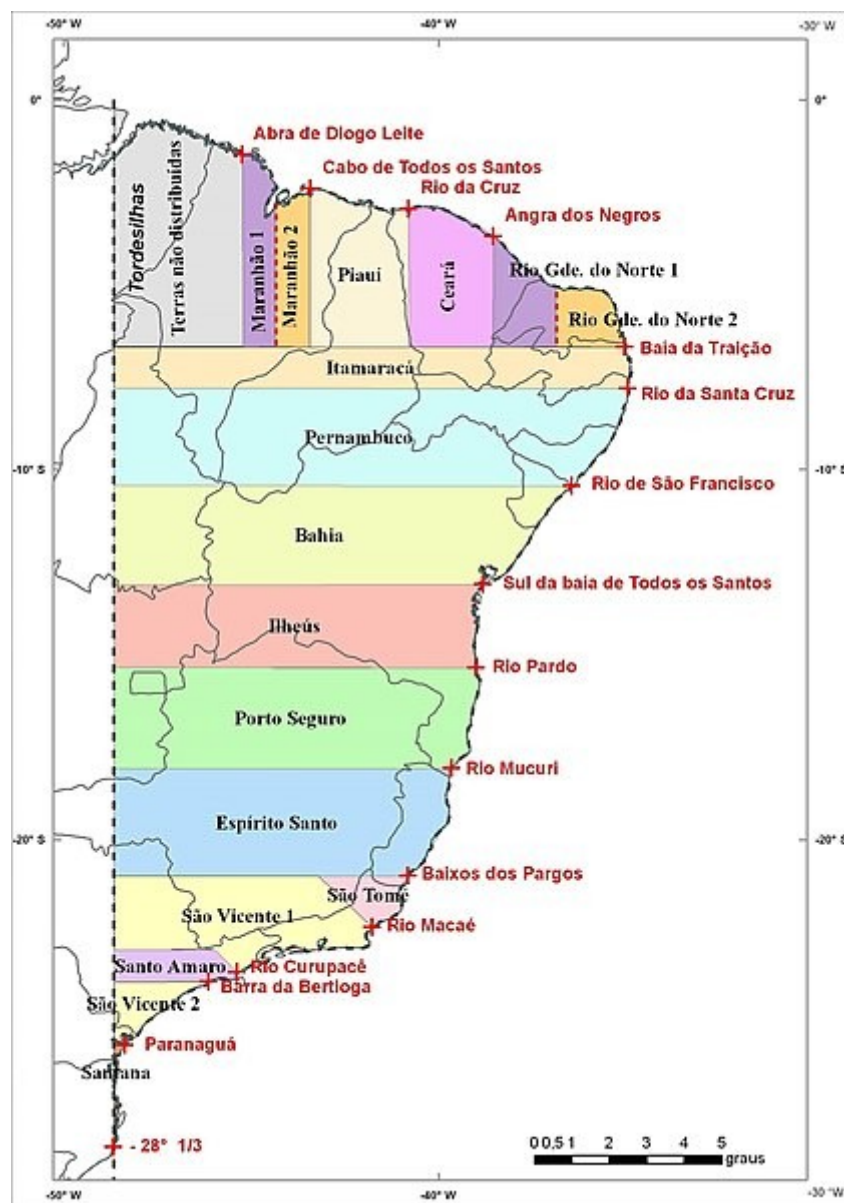 -50° W
-40° W
-30° W
-50° W
0°
0°
Abra de Diogo Leite
Cabo de Todos os Santos
Rio da Cruz
Angra dos Negros
Tordesilhas
Terras não distribuídas
Maranhão 1
Maranhão 2
Piauí
Ceará
Rio Gde. do Norte 1
Rio Gde. do Norte 2
Baia da Traição
Itamaracá
Rio da Santa Cruz
Pernambuco
-10° S
-10° S
Rio de São Francisco
Bahia
Sul da baia de Todos os Santos
Ilheús
Rio Pardo
Porto Seguro
Rio Mucuri
Espírito Santo
-20° S
-20° S
Baixos dos Pargos
São Tomé
São Vicente 1
Rio Macaé
Santo Amaro
Rio Curupacê
Barra da Bertioga
São Vicente 2
Paranaguá
Santana
- 28° 1/3
0 0,5 1 2 3 4 5
graus
-50° W
-40° W
-30° W